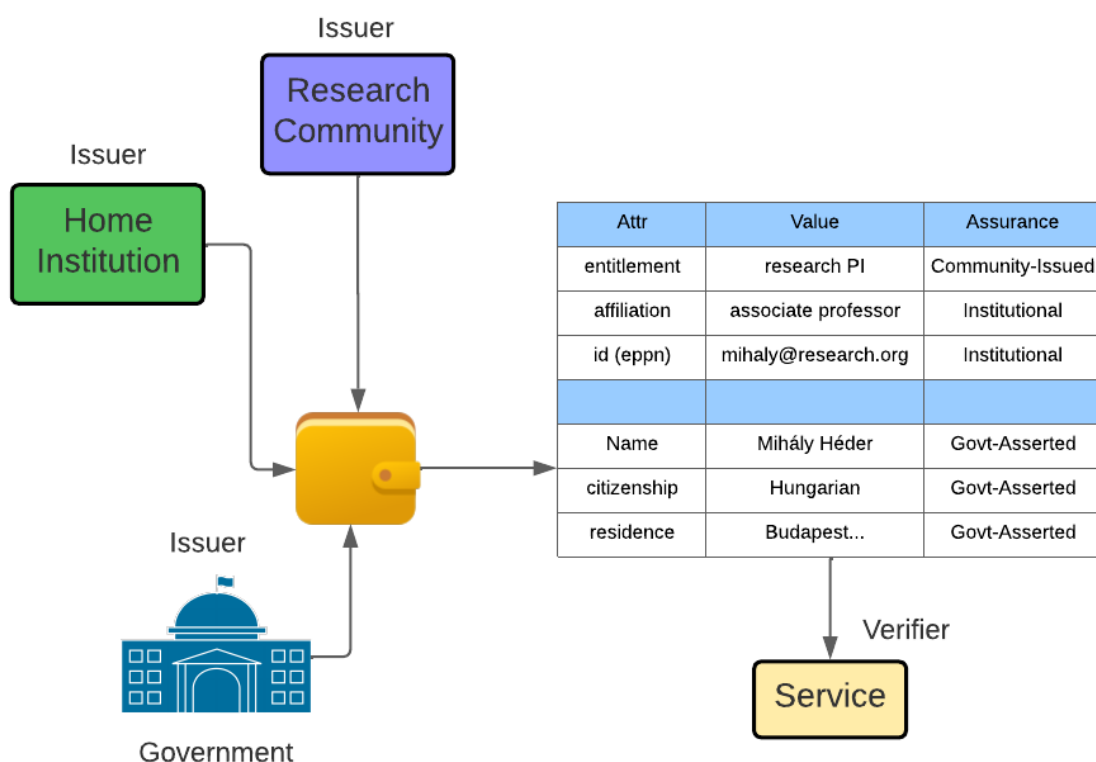 Issuer
Research
Community
Issuer
Home
Institution
Attr Value Assurance
entitlement research PI Community-Issued
affiliation associate professor Institutional
id (eppn) mihaly@research.org Institutional
Name Mihály Héder Govt-Asserted
citizenship Hungarian Govt-Asserted
residence Budapest... Govt-Asserted
Issuer
Government
Verifier
Service